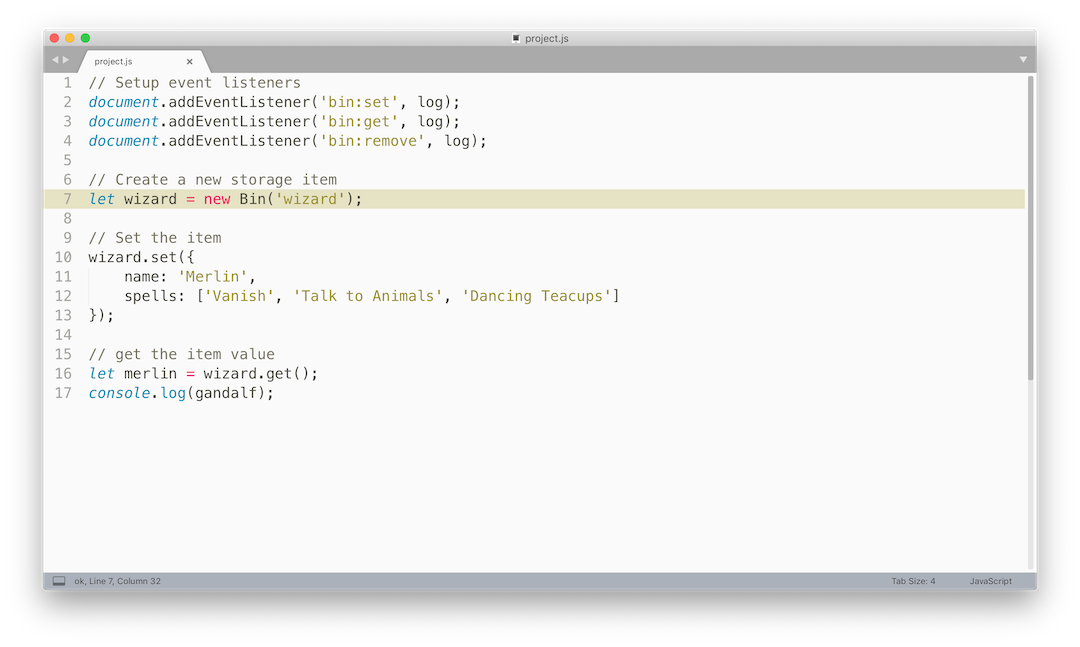 project.js
project.js ×
1 // Setup event listeners
2 document.addEventListener('bin:set', log);
3 document.addEventListener('bin:get', log);
4 document.addEventListener('bin:remove', log);
5
6 // Create a new storage item
7 let wizard = new Bin('wizard');
8
9 // Set the item
10 wizard.set({
11     name: 'Merlin',
12     spells: ['Vanish', 'Talk to Animals', 'Dancing Teacups']
13 });
14
15 // get the item value
16 let merlin = wizard.get();
17 console.log(gandalf);
ok, Line 7, Column 32 Tab Size: 4 JavaScript